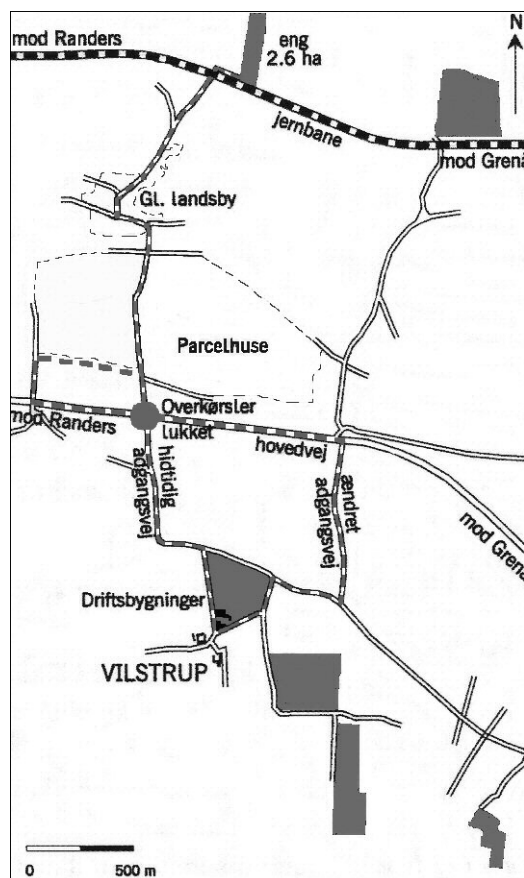 mod Randers
eng
2.6 ha
N
jernbane
mod Grenå
Gl. landsby
Parcelhuse
Overkørsler
lukket
mod Randers
hovedvej
hidtidig
adgangsvej
ændret
adgangsvej
mod Grenå
Driftsbygninger
VILSTRUP
0
500 m